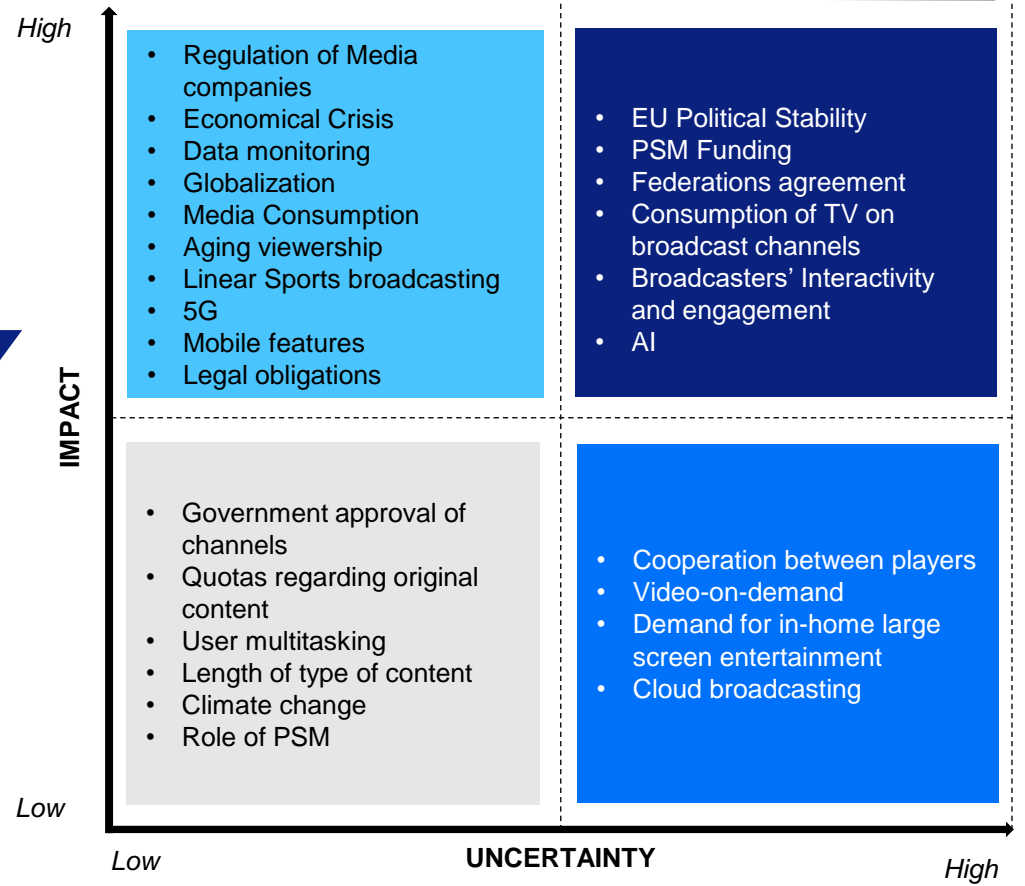 High
• Regulation of Media
companies
• Economical Crisis
• Data monitoring
• Globalization
• Media Consumption
• Aging viewership
• Linear Sports broadcasting
• 5G
• Mobile features
• Legal obligations
• EU Political Stability
• PSM Funding
• Federations agreement
• Consumption of TV on
broadcast channels
• Broadcasters’ Interactivity
and engagement
• AI
IMPACT
• Government approval of
channels
• Quotas regarding original
content
• User multitasking
• Length of type of content
• Climate change
• Role of PSM
• Cooperation between players
• Video-on-demand
• Demand for in-home large
screen entertainment
• Cloud broadcasting
Low
Low
UNCERTAINTY
High